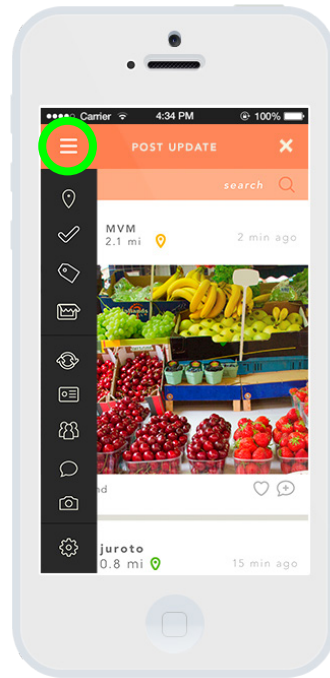 Carrier 4:34 PM 100%
POST UPDATE
search
MVM
2.1 mi 2 min ago
nd
juroto
0.8 mi 15 min ago